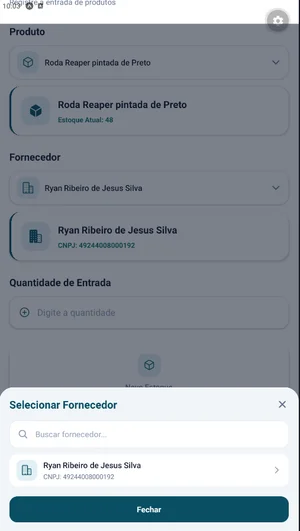 Registre a entrada de produtos
10:03
Produto
Roda Reaper pintada de Preto
Roda Reaper pintada de Preto
Estoque Atual: 48
Fornecedor
Ryan Ribeiro de Jesus Silva
Ryan Ribeiro de Jesus Silva
CNPJ: 49244008000192
Quantidade de Entrada
Digite a quantidade
Novo Estoque
Selecionar Fornecedor
Buscar fornecedor...
Ryan Ribeiro de Jesus Silva
CNPJ: 49244008000192
Fechar